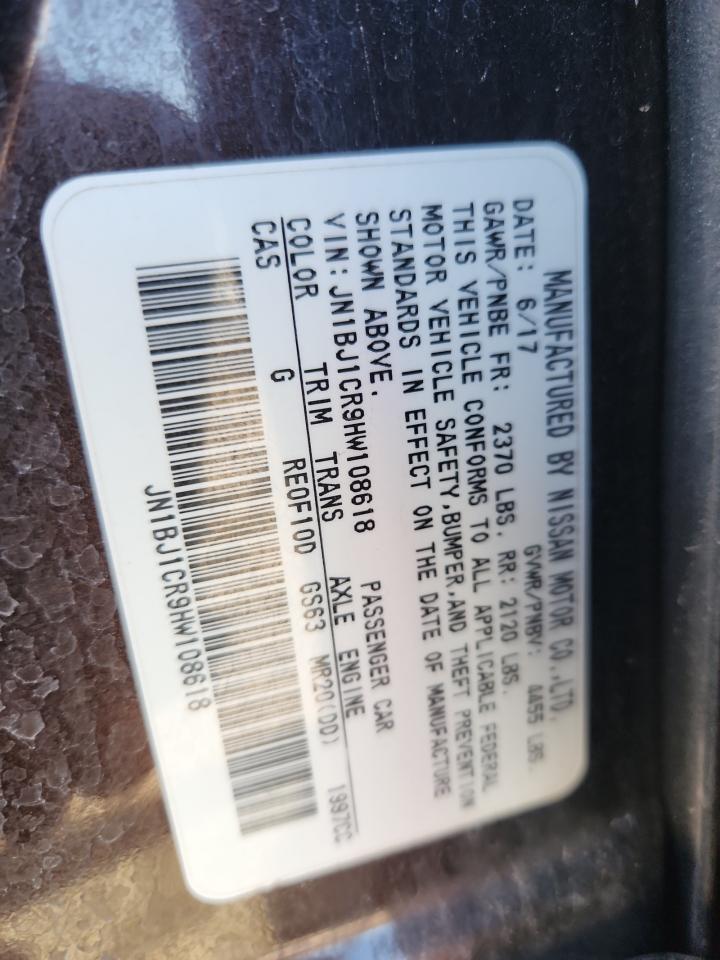 MANUFACTURED BY NISSAN MOTOR CO.,LTD.
DATE: 6/17 GVWR/PNBV: 4455 LBS.
GAWR/PNBE FR: 2370 LBS. RR: 2120 LBS.
THIS VEHICLE CONFORMS TO ALL APPLICABLE FEDERAL
MOTOR VEHICLE SAFETY,BUMPER,AND THEFT PREVENTION
STANDARDS IN EFFECT ON THE DATE OF MANUFACTURE
SHOWN ABOVE.
VIN: JN1BJ1CR9HW108618 PASSENGER CAR
COLOR TRIM TRANS AXLE ENGINE
CAS G RE0F10D GS63 MR20(DD) 1997CC
JN1BJ1CR9HW108618